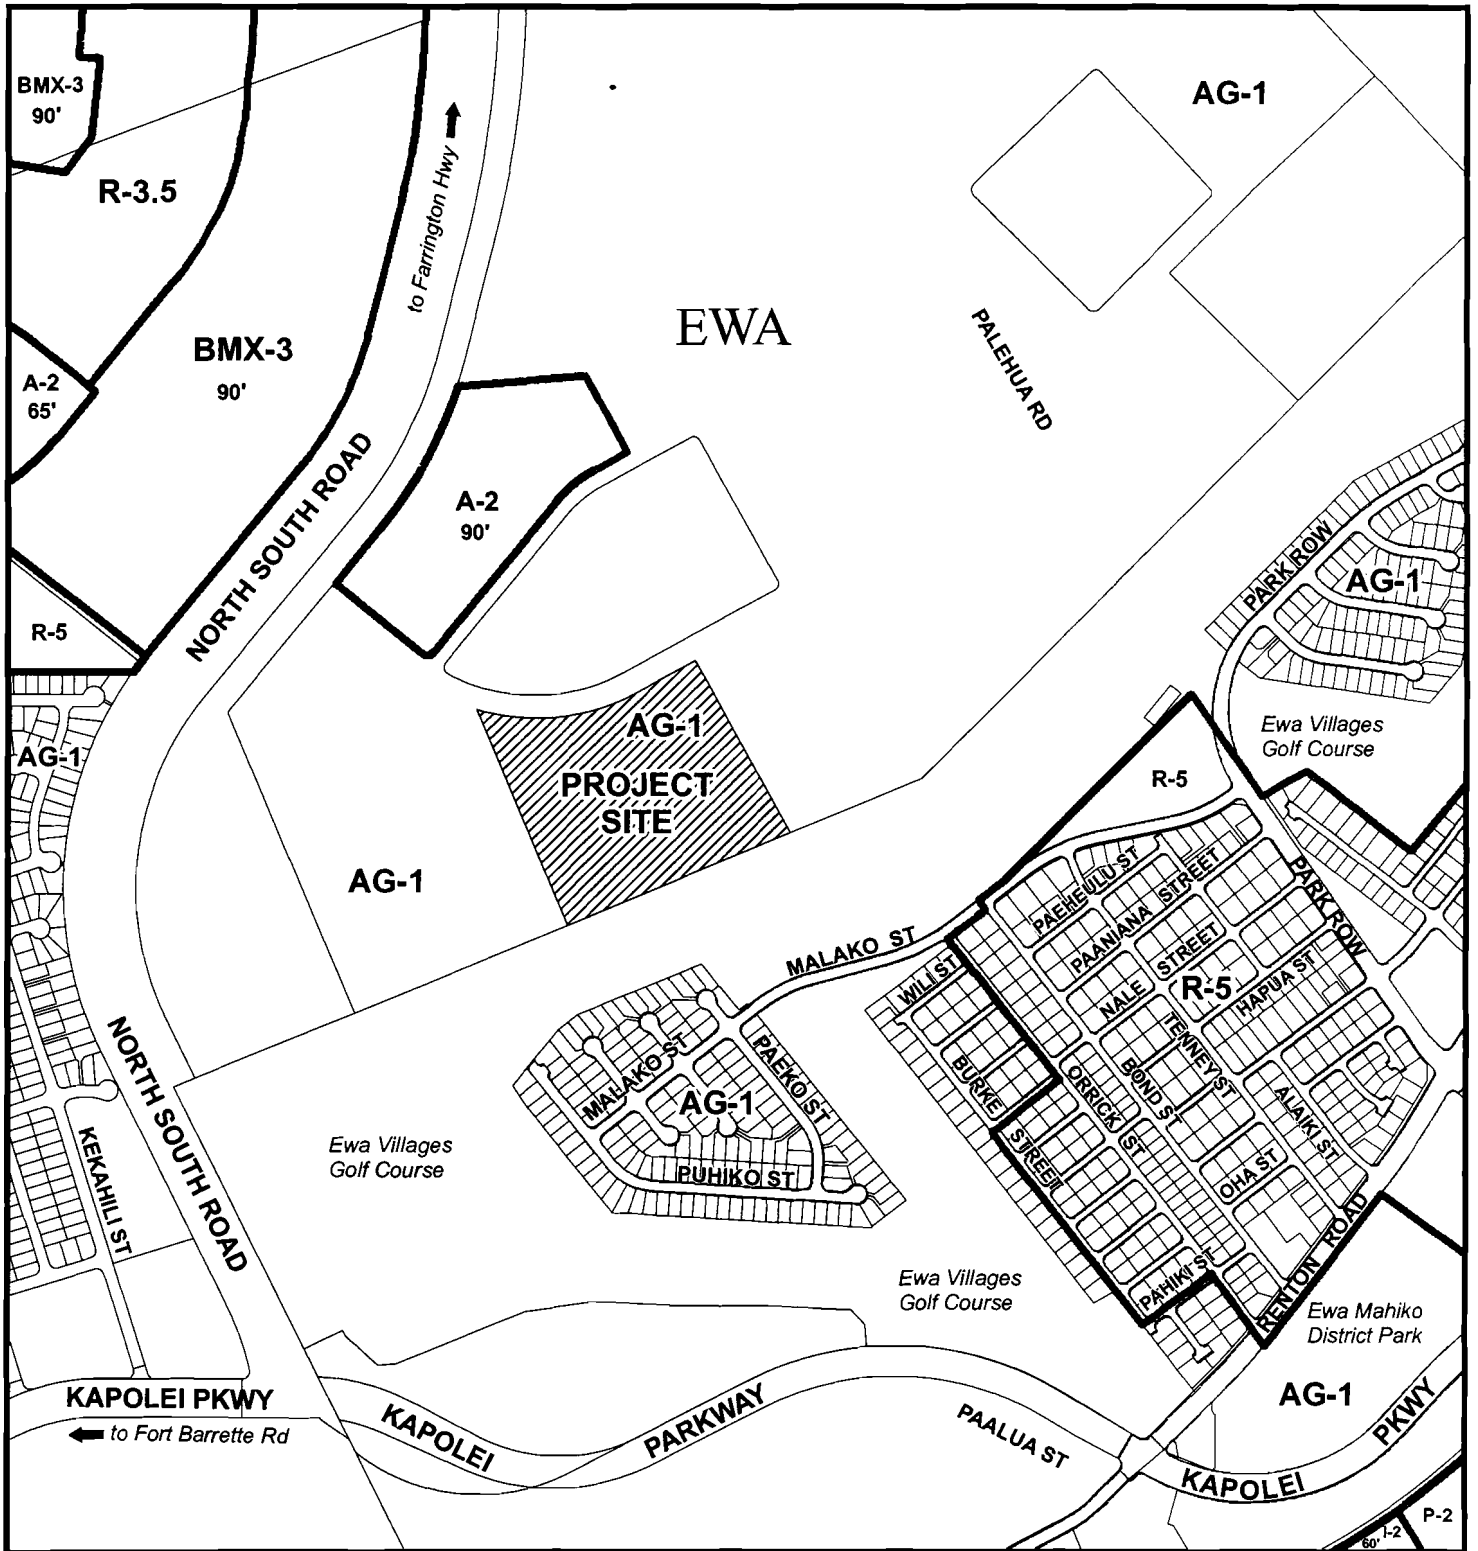 BMX-3
90'
AG-1
R-3.5
to Farrington Hwy
EWA
PALEHUA RD
BMX-3
90'
A-2
65'
NORTH SOUTH ROAD
A-2
90'
PARK ROW
AG-1
R-5
AG-1
AG-1
PROJECT
SITE
Ewa Villages
Golf Course
R-5
AG-1
PAEHEULU ST
PAANIANA STREET
PARK ROW
MALAKO ST
NALE STREET
WILI ST
R-5
HAPUA ST
NORTH SOUTH ROAD
MALAKO ST
PAEKO ST
BURKE STREET
ORRICK ST
BOND ST
TENNEY ST
ALAIKI ST
AG-1
KEKAHILI ST
Ewa Villages
Golf Course
PUHIKO ST
OHA ST
RENTON ROAD
PAHIKI ST
Ewa Villages
Golf Course
Ewa Mahiko
District Park
KAPOLEI PKWY
to Fort Barrette Rd
KAPOLEI PARKWAY
PAALUA ST
AG-1
KAPOLEI PKWY
P-2
I-2
60'